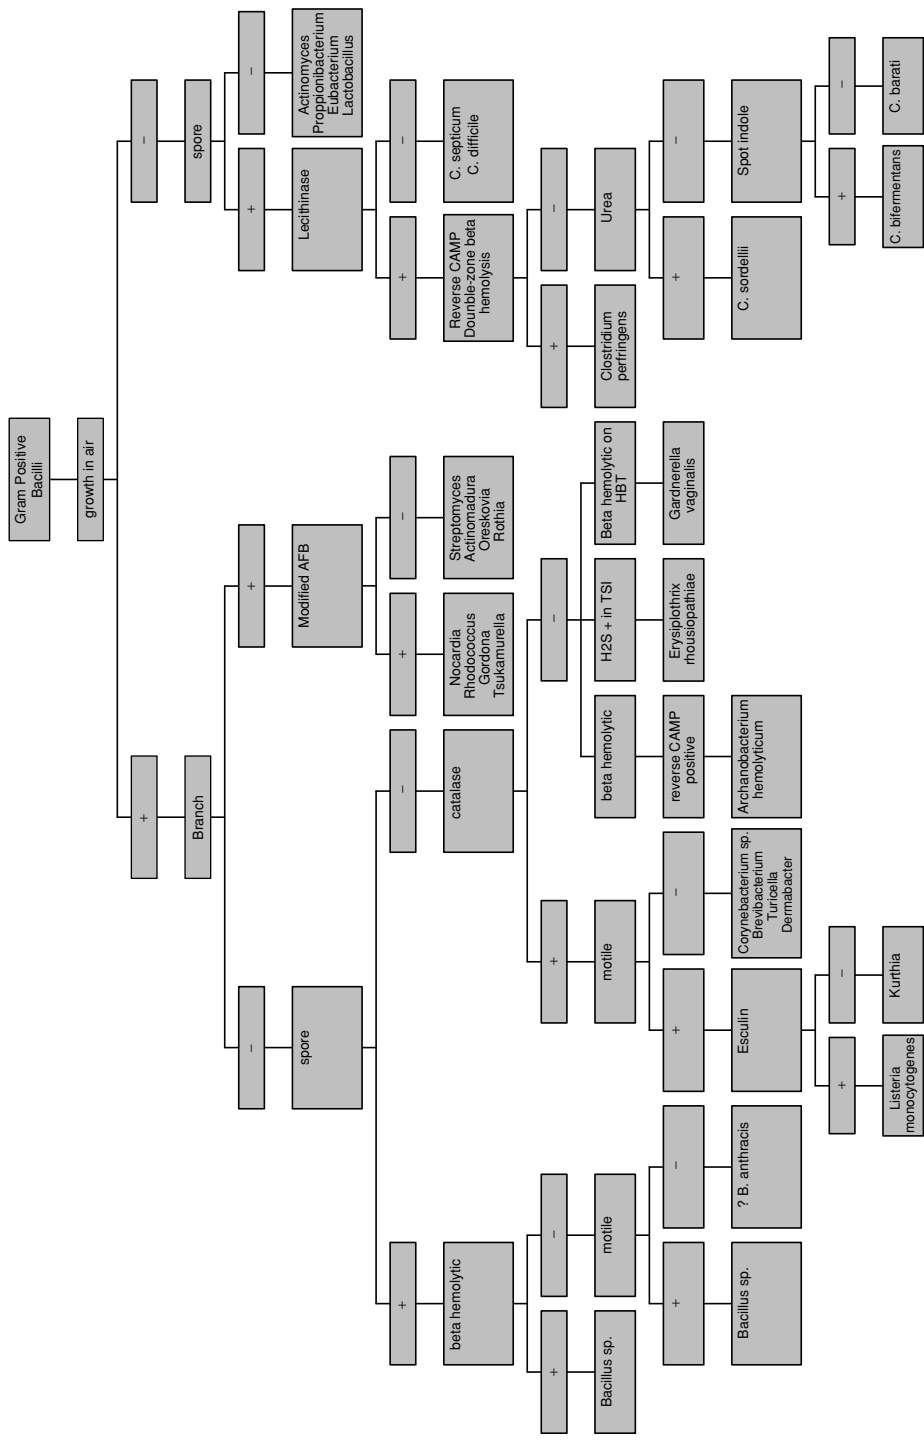 Gram Positive
Bacilli
growth in air
+
−
Branch
spore
−
+
+
−
spore
Modified AFB
Lecithinase
Actinomyces
Proppionibacterium
Eubacterium
Lactobacillus
+
−
+
−
+
−
beta hemolytic
catalase
Nocardia
Rhodococcus
Gordona
Tsukamurella
Streptomyces
Actinomadura
Oreskovia
Rothia
Reverse CAMP
Dounble-zone beta
hemolysis
C. septicum
C. difficile
+
−
+
−
+
−
Bacillus sp.
motile
motile
beta hemolytic
H2S + in TSI
Beta hemolytic on
HBT
Clostridium
perfringens
Urea
+
−
+
−
reverse CAMP
positive
Erysiplothrix
rhousiopathiae
Gardnerella
vaginalis
+
−
Bacillus sp.
? B. anthracis
Esculin
Corynebacterium sp.
Brevibacterium
Turicella
Dermabacter
Archanobacterium
hemolyticum
C. sordellii
Spot indole
+
−
+
−
Listeria
monocytogenes
Kurthia
C. bifermentans
C. barati